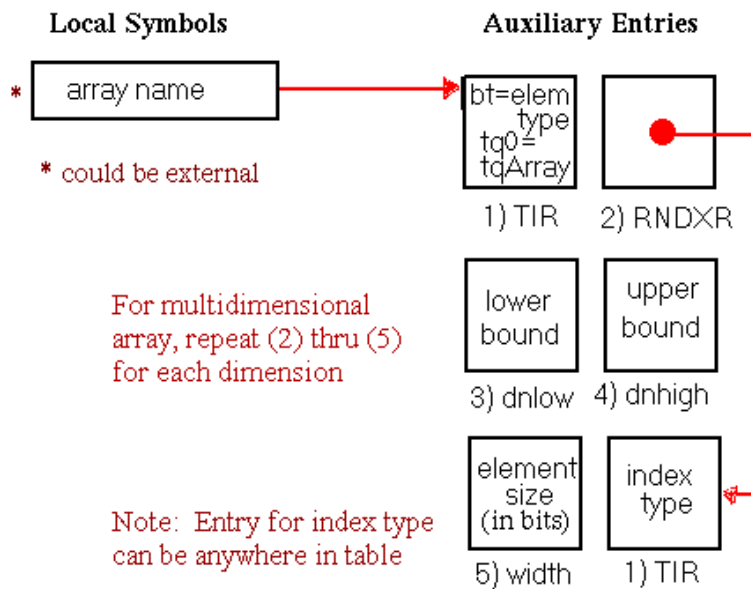 Local Symbols
Auxiliary Entries
* array name
bt=elem
type
tq0=
tqArray
* could be external
1) TIR
2) RNDXR
For multidimensional
array, repeat (2) thru (5)
for each dimension
lower
bound
upper
bound
3) dnlow
4) dnhigh
Note: Entry for index type
can be anywhere in table
element
size
(in bits)
index
type
5) width
1) TIR